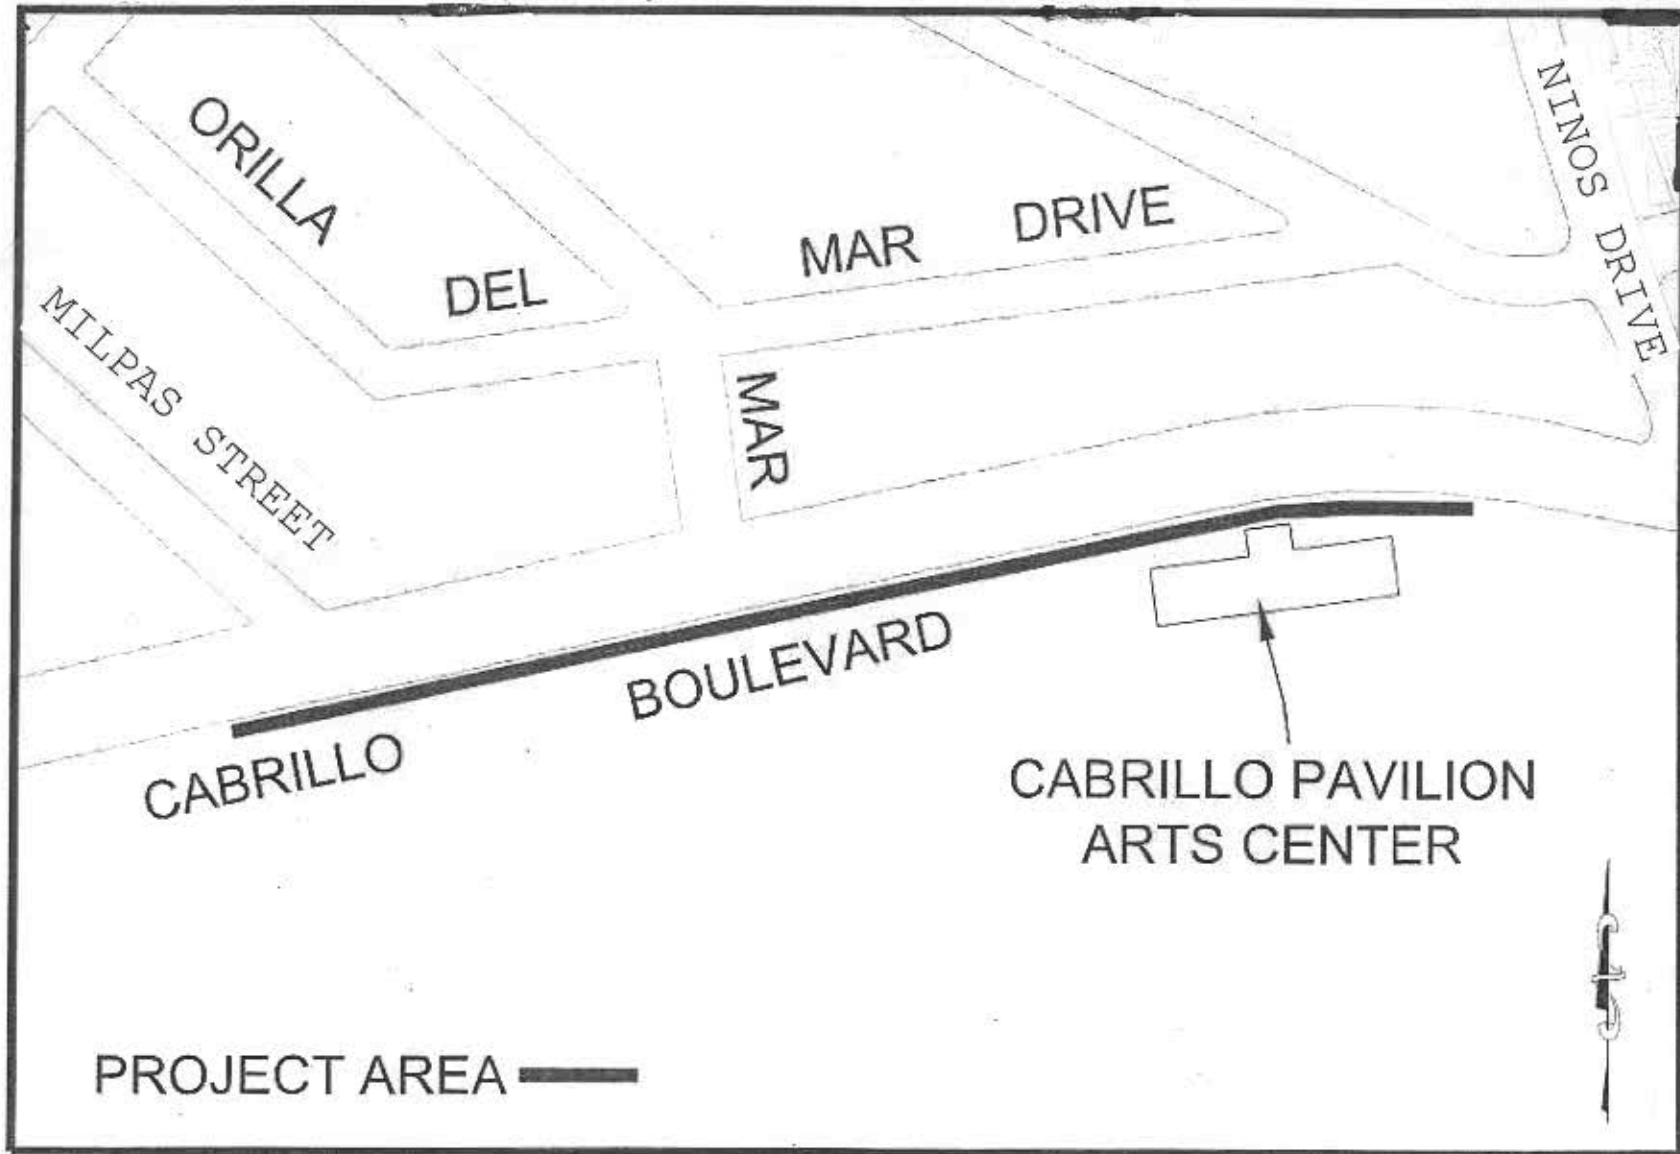 NINOS DRIVE
ORILLA
DEL
MAR
DRIVE
MILPAS STREET
MAR
BOULEVARD
CABRILLO
CABRILLO PAVILION
ARTS CENTER
PROJECT AREA